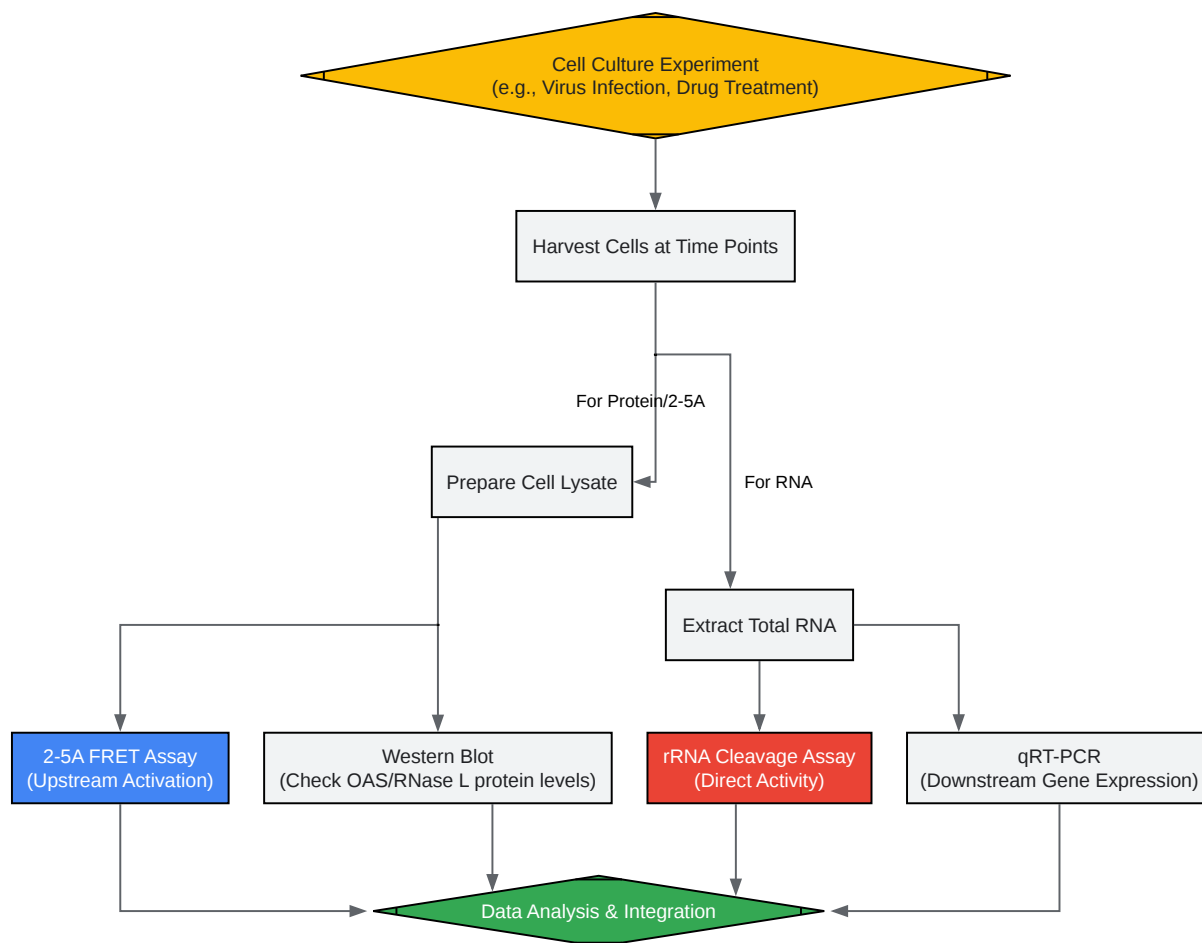 Cell Culture Experiment
(e.g., Virus Infection, Drug Treatment)
Harvest Cells at Time Points
For Protein/2-5A
Prepare Cell Lysate
For RNA
Extract Total RNA
2-5A FRET Assay
(Upstream Activation)
Western Blot
(Check OAS/RNase L protein levels)
rRNA Cleavage Assay
(Direct Activity)
qRT-PCR
(Downstream Gene Expression)
Data Analysis & Integration